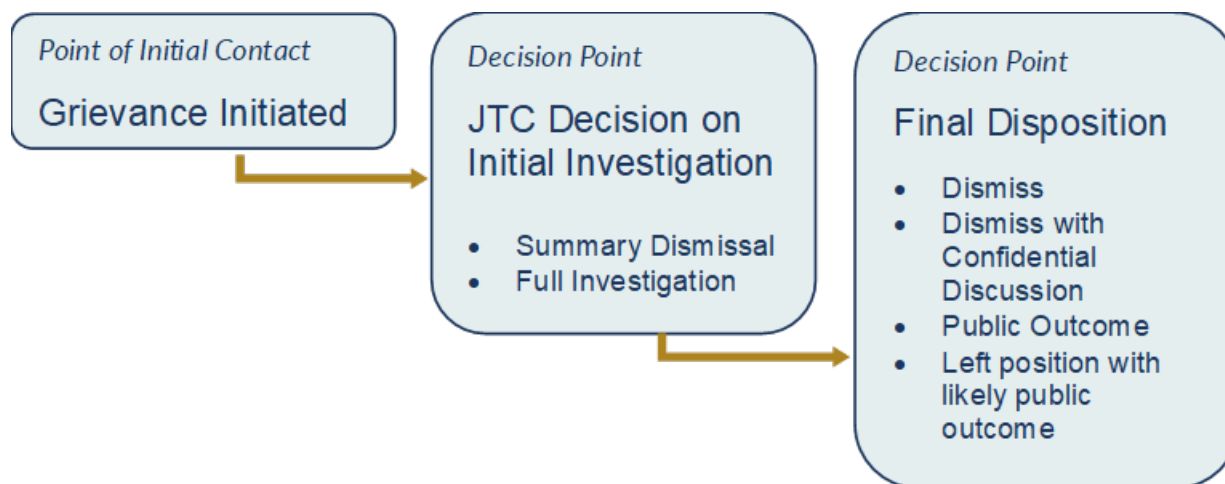 Point of Initial Contact
Grievance Initiated
Decision Point
JTC Decision on
Initial Investigation
• Summary Dismissal
• Full Investigation
Decision Point
Final Disposition
• Dismiss
• Dismiss with
Confidential
Discussion
• Public Outcome
• Left position with
likely public
outcome